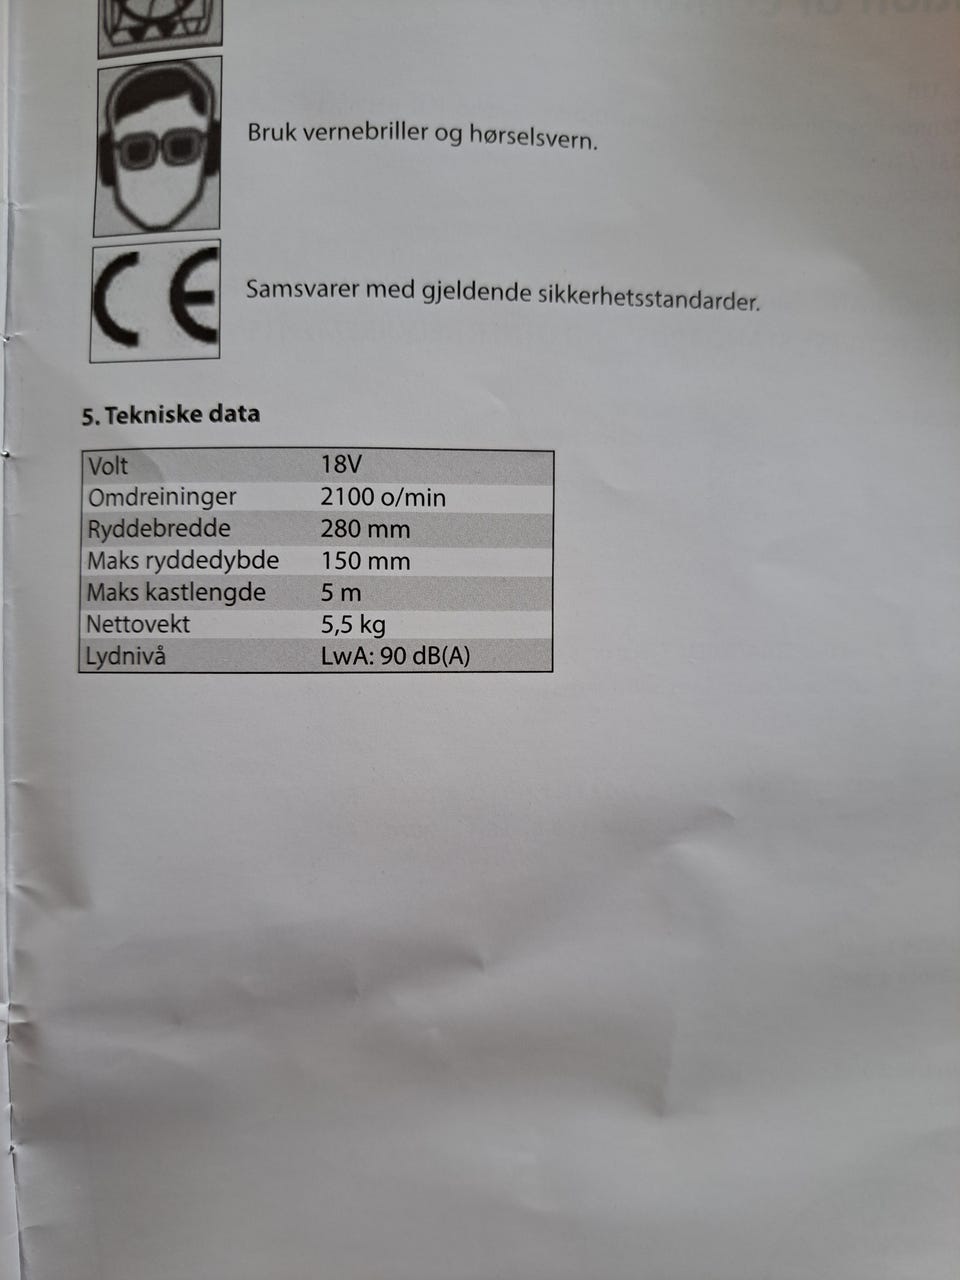 Bruk vernebriller og hørselsvern.
CE
Samsvarer med gjeldende sikkerhetsstandarder.
5. Tekniske data
Volt 18V
Omdreininger 2100 o/min
Ryddebredde 280 mm
Maks ryddedybde 150 mm
Maks kastlengde 5 m
Nettovekt 5,5 kg
Lydnivå LwA: 90 dB(A)